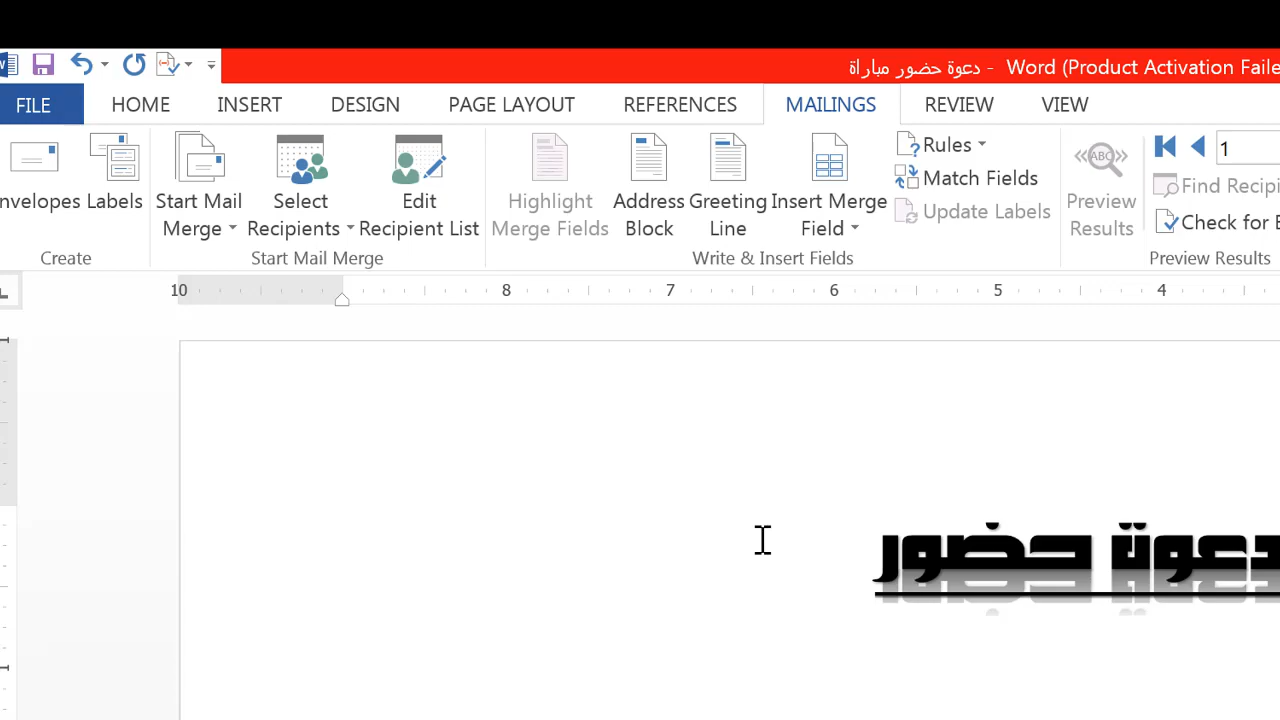 دعوة حضور مباراة - Word (Product Activation Faile
FILE HOME INSERT DESIGN PAGE LAYOUT REFERENCES MAILINGS REVIEW VIEW
nvelopes Labels
Start Mail Merge
Select Recipients
Edit Recipient List
Highlight Merge Fields
Address Block
Greeting Line
Insert Merge Field
Rules
Match Fields
Update Labels
Preview Results
1
Find Recipi
Check for E
Create
Start Mail Merge
Write & Insert Fields
Preview Results
10 8 7 6 5 4
1
1
دعوة حضور